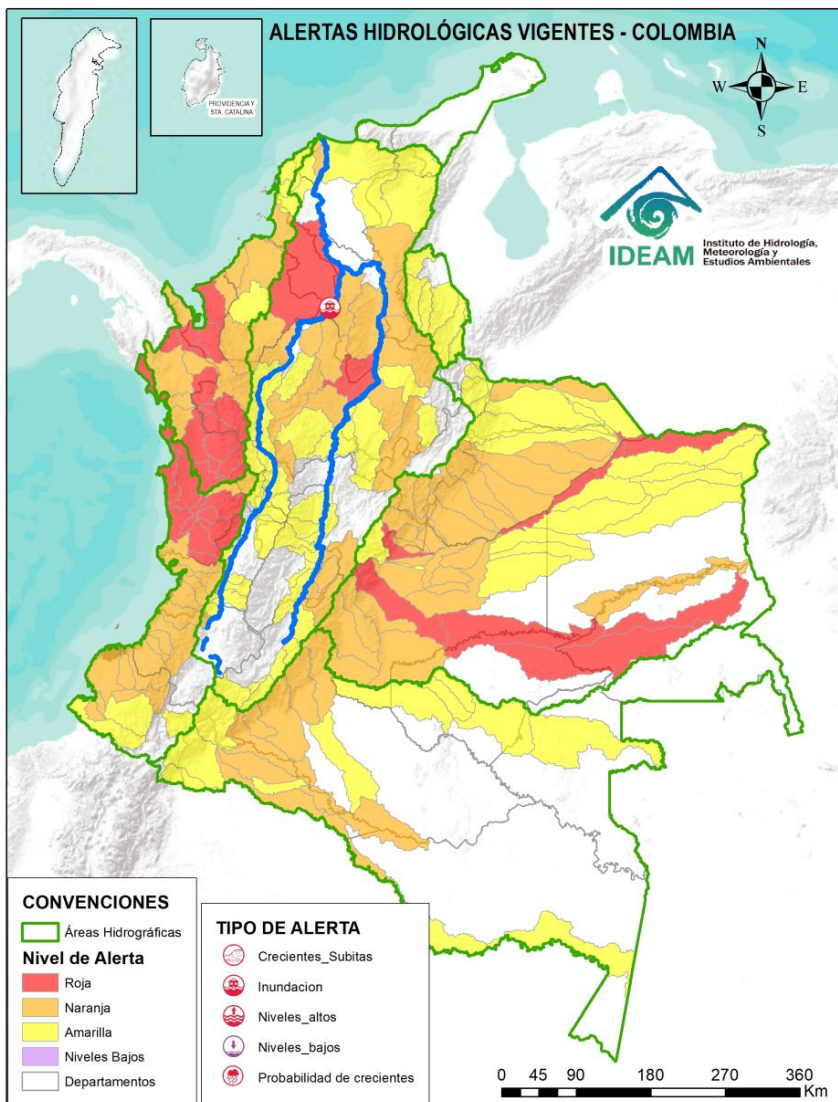 ALERTAS HIDROLÓGICAS VIGENTES - COLOMBIA
PROVIDENCIA Y
STA. CATALINA
N
W
E
S
IDEAM
Instituto de Hidrología,
Meteorología y
Estudios Ambientales
CONVENCIONES
Áreas Hidrográficas
Nivel de Alerta
Roja
Naranja
Amarilla
Niveles Bajos
Departamentos
TIPO DE ALERTA
Crecientes_Subitas
Inundacion
Niveles_altos
Niveles_bajos
Probabilidad de crecientes
0 45 90 180 270 360
Km